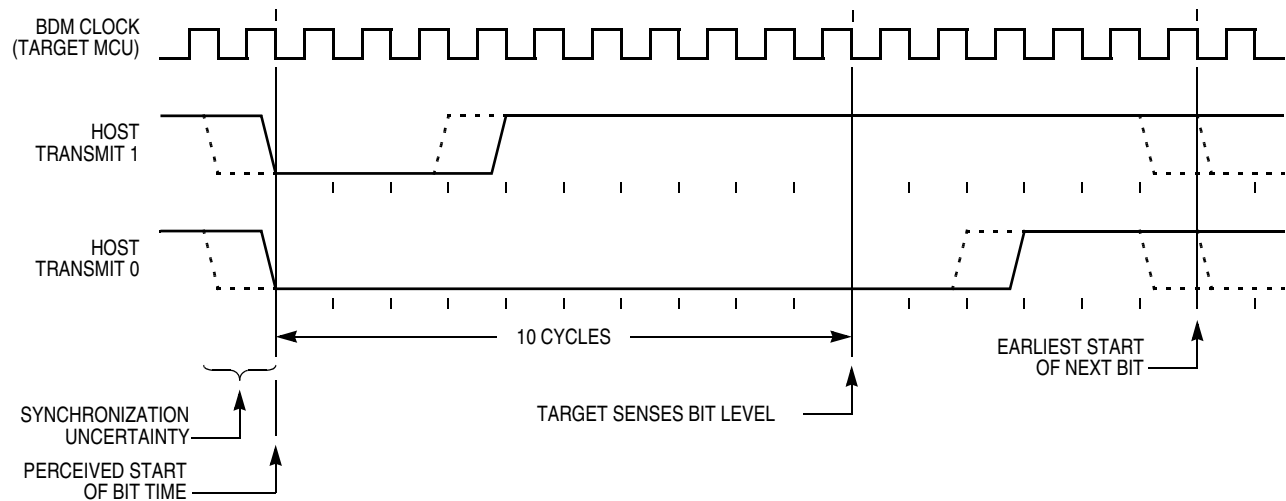 BDM CLOCK
(TARGET MCU)
HOST
TRANSMIT 1
HOST
TRANSMIT 0
10 CYCLES
EARLIEST START
OF NEXT BIT
SYNCHRONIZATION
UNCERTAINTY
TARGET SENSES BIT LEVEL
PERCEIVED START
OF BIT TIME